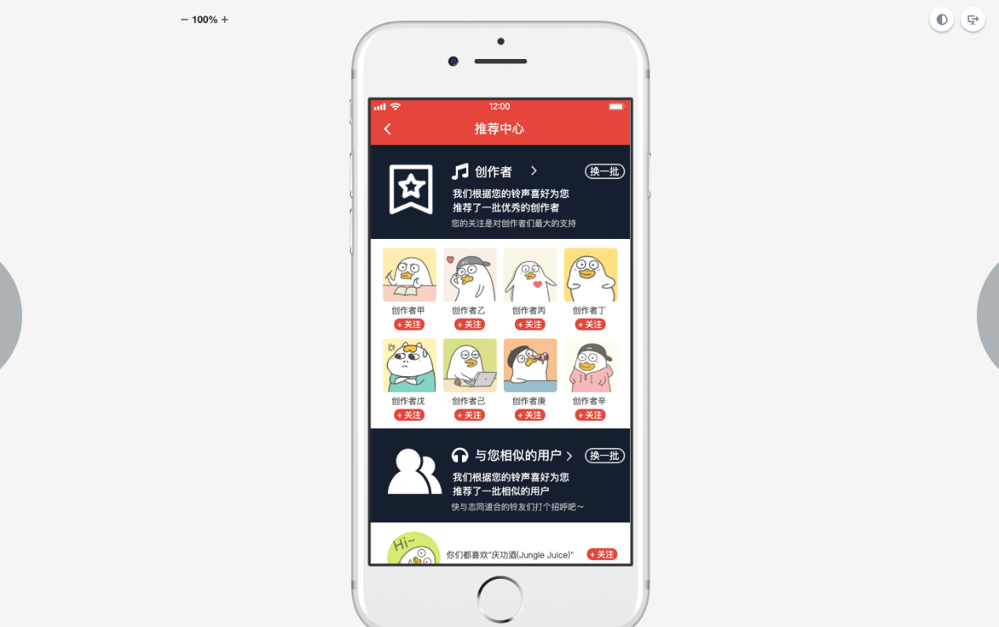 − 100% +
12:00
推荐中心
创作者
换一批
我们根据您的铃声喜好为您
推荐了一批优秀的创作者
您的关注是对创作者们最大的支持
创作者甲 创作者乙 创作者丙 创作者丁
+ 关注 + 关注 + 关注 + 关注
创作者戊 创作者己 创作者庚 创作者辛
+ 关注 + 关注 + 关注 + 关注
与您相似的用户
换一批
我们根据您的铃声喜好为您
推荐了一批相似的用户
快与志同道合的铃友们打个招呼吧～
Hi~
你们都喜欢"庆功酒(Jungle Juice)"
+ 关注